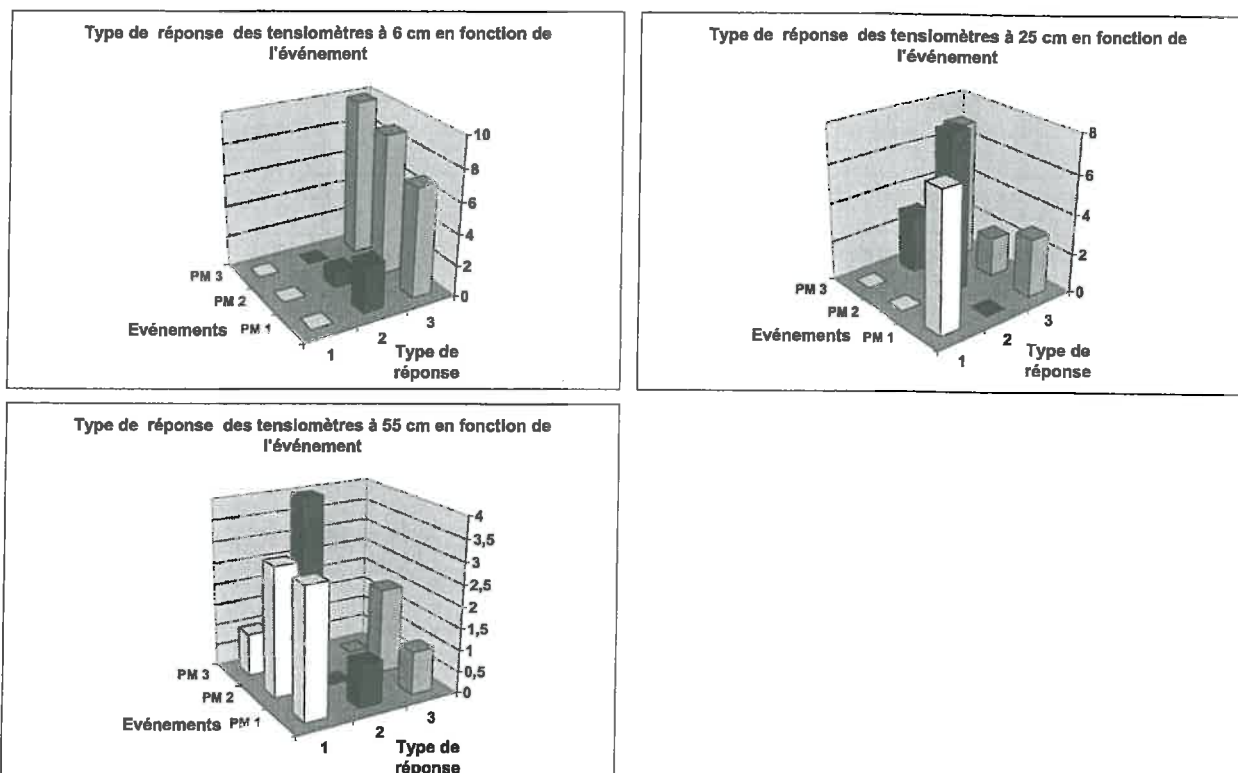 Type de réponse des tensiomètres à 6 cm en fonction de
l'événement
10
8
6
4
2
0
PM 3
PM 2
PM 1
Evénements
1
2
3
Type de
réponse
Type de réponse des tensiomètres à 25 cm en fonction de
l'événement
8
6
4
2
0
PM 3
PM 2
PM 1
Evénements
1
2
3
Type de
réponse
Type de réponse des tensiomètres à 55 cm en fonction de
l'événement
4
3,5
3
2,5
2
1,5
1
0,5
0
PM 3
PM 2
PM 1
Evénements
1
2
3
Type de
réponse